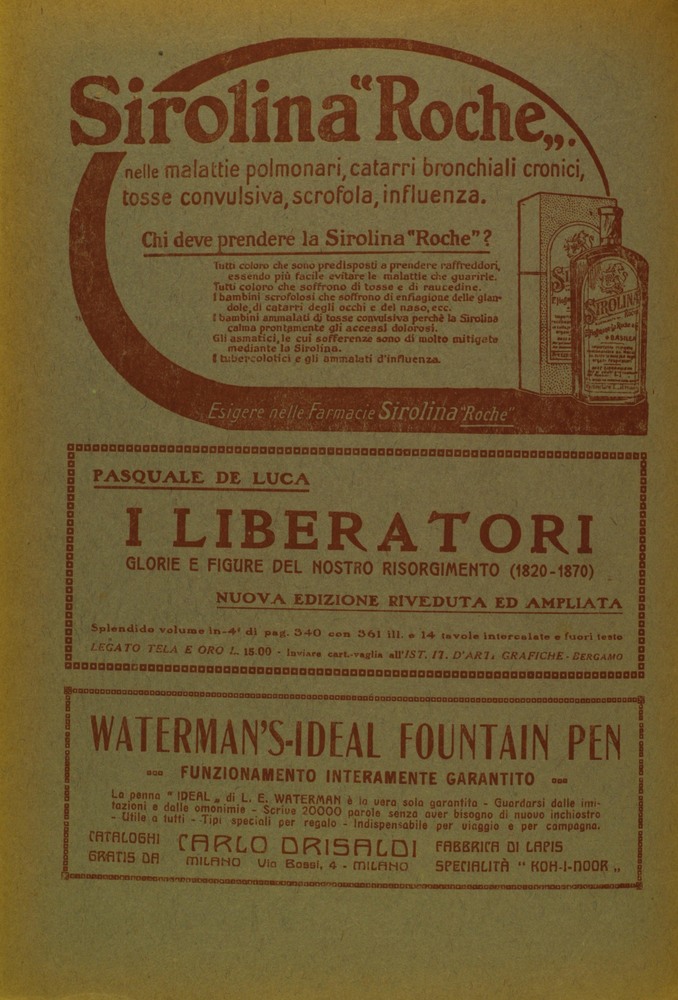 Sirolina “Roche„.
nelle malattie polmonari, catarri bronchiali cronici,
tosse convulsiva, scrofola, influenza.
Chi deve prendere la Sirolina "Roche"?
Tutti coloro che sono predisposti a prendere raffreddori,
essendo più facile evitare le malattie che guarirle.
Tutti coloro che soffrono di tosse e di raucedine.
I bambini scrofolosi che soffrono di enfiagione delle glan-
dole, di catarri degli occhi e del naso, ecc.
I bambini ammalati di tosse convulsiva perchè la Sirolina
calma prontamente gli accessi dolorosi.
Gli asmatici, le cui sofferenze sono di molto mitigate
mediante la Sirolina.
I tubercolotici e gli ammalati d'influenza.
SIROLINA
Esigere nelle Farmacie Sirolina "Roche"
PASQUALE DE LUCA
I LIBERATORI
GLORIE E FIGURE DEL NOSTRO RISORGIMENTO (1820-1870)
NUOVA EDIZIONE RIVEDUTA ED AMPLIATA
Splendido volume in-4° di pag. 340 con 361 ill. e 14 tavole intercalate e fuori testo
LEGATO TELA E ORO L. 15.00 - Inviare cart.-vaglia all'IST. IT. D'ARTI GRAFICHE - BERGAMO
WATERMAN'S-IDEAL FOUNTAIN PEN
FUNZIONAMENTO INTERAMENTE GARANTITO
La penna " IDEAL „ di L. E. WATERMAN è la vera sola garantita - Guardarsi dalle imi-
tazioni e dalle omonimie - Scrive 20000 parole senza aver bisogno di nuovo inchiostro
- Utile a tutti - Tipi speciali per regalo - Indispensabile per viaggio e per campagna.
CATALOGHI
GRATIS DA
CARLO DRISALDI
MILANO Via Bossi, 4 - MILANO
FABBRICA DI LAPIS
SPECIALITÀ " KOH-I-NOOR „